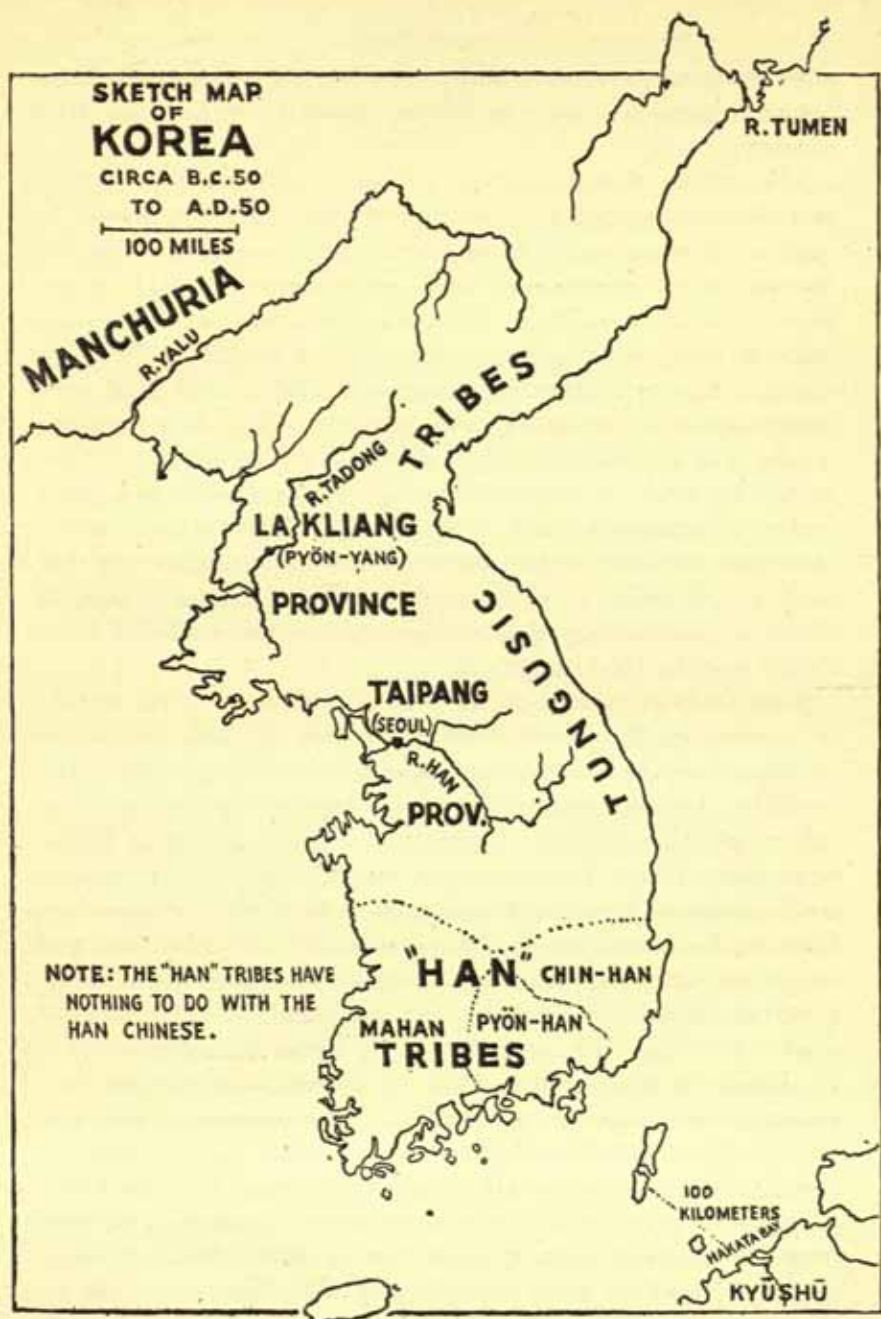 SKETCH MAP
OF
KOREA
CIRCA B.C.50
TO A.D.50
100 MILES
R.TUMEN
MANCHURIA
R.YALU
TRIBES
R.TADONG
LA KLIANG
(PYÖN-YANG)
PROVINCE
TUNGUSIC
TAIPANG
(SEOUL)
R.HAN
PROV.
"HAN"
CHIN-HAN
NOTE: THE "HAN" TRIBES HAVE
NOTHING TO DO WITH THE
HAN CHINESE.
MAHAN
PYÖN-HAN
TRIBES
100
KILOMETERS
HAKATA BAY
KYŪSHŪ